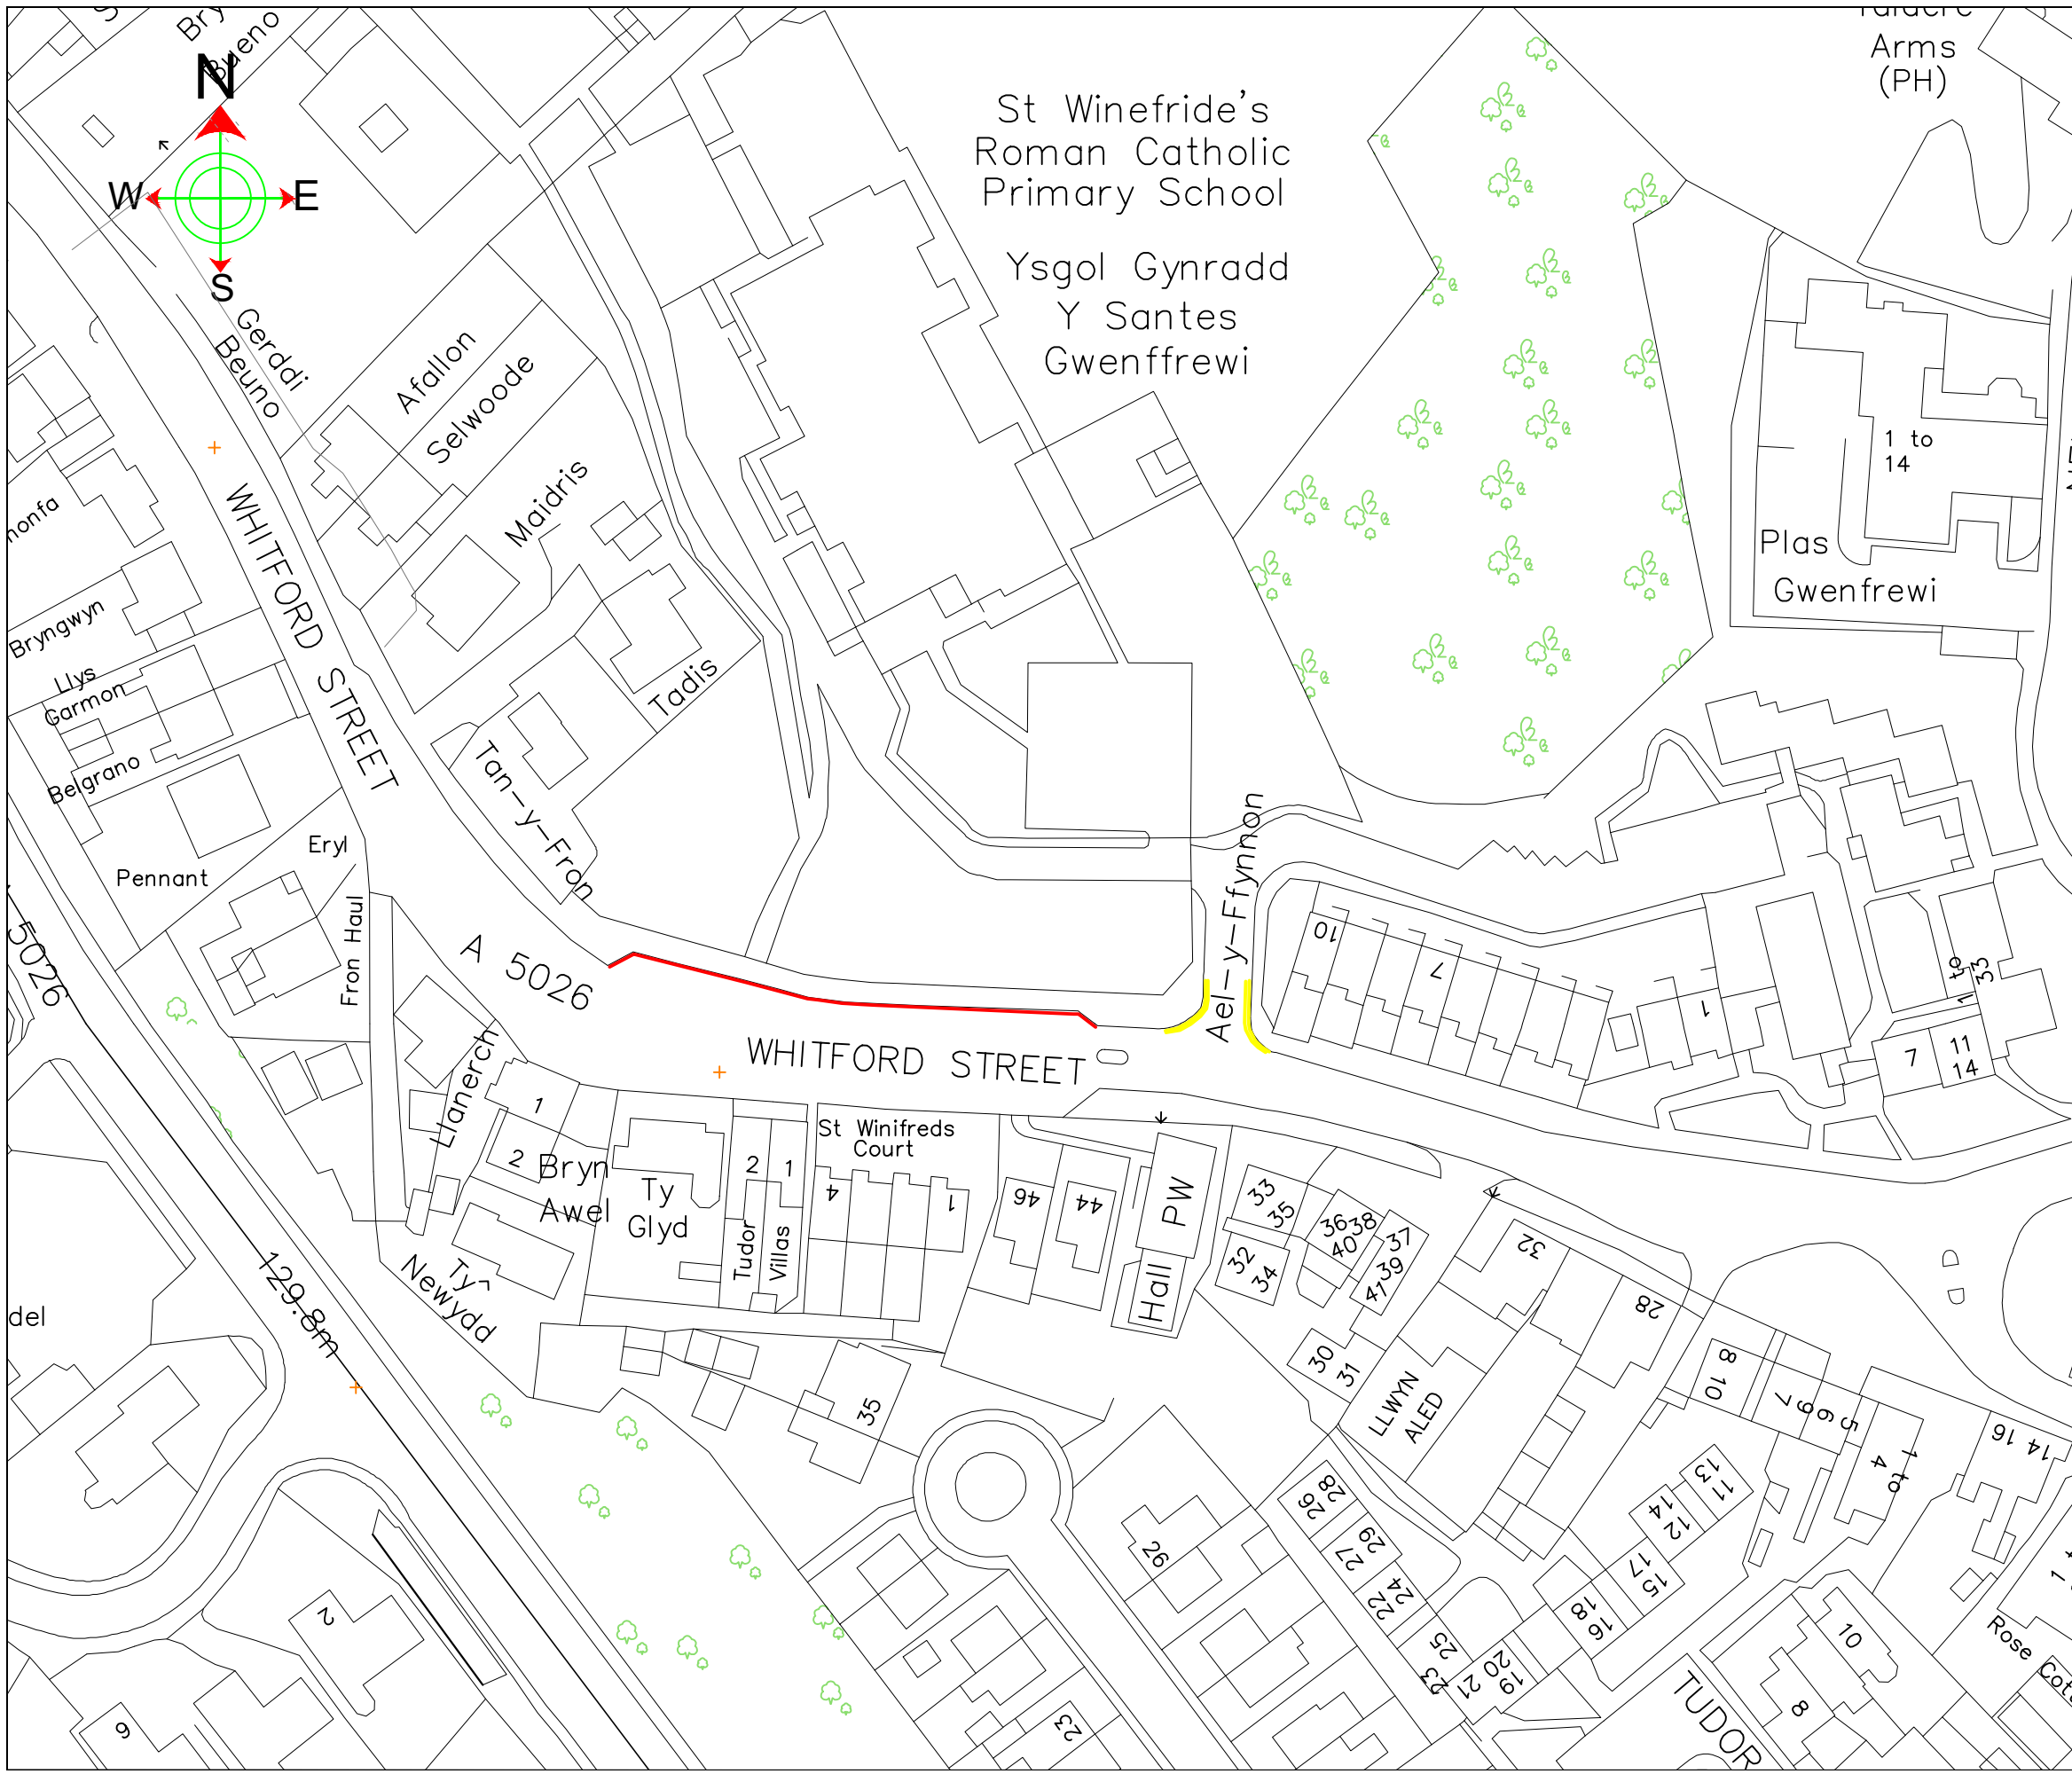 Bueno
N
W
E
S
Gerddi
Beuno
Afallon
Selwoode
Maidris
Tadis
Tan-y-Fron
St Winefride's
Roman Catholic
Primary School
Ysgol Gynradd
Y Santes
Gwenffrewi
Arms
(PH)
1 to
14
Plas
Gwenfrewi
WHITFORD STREET
Bryngwyn
Llys
Garmon
Belgrano
Pennant
Eryl
Fron Haul
A 5026
5026
WHITFORD STREET
Ael-y-Ffynnon
10
7
1
1 to
33
7
11
14
Llanerch
1
2
Bryn
Awel
Ty
Glyd
2
1
Tudor
Villas
St Winifreds
Court
4
1
46
44
PW
Hall
33
35
32
34
36
38
40
37
39
41
30
31
32
28
LLWYN
ALED
Ty^
Newydd
129.8m
35
8
10
7
9
6
5
1 to
4
14 16
13
11
14
12
17
15
18
16
20
19
21
28
26
29
27
24
22
25
23
26
23
2
9
10
8
TUDOR
Rose